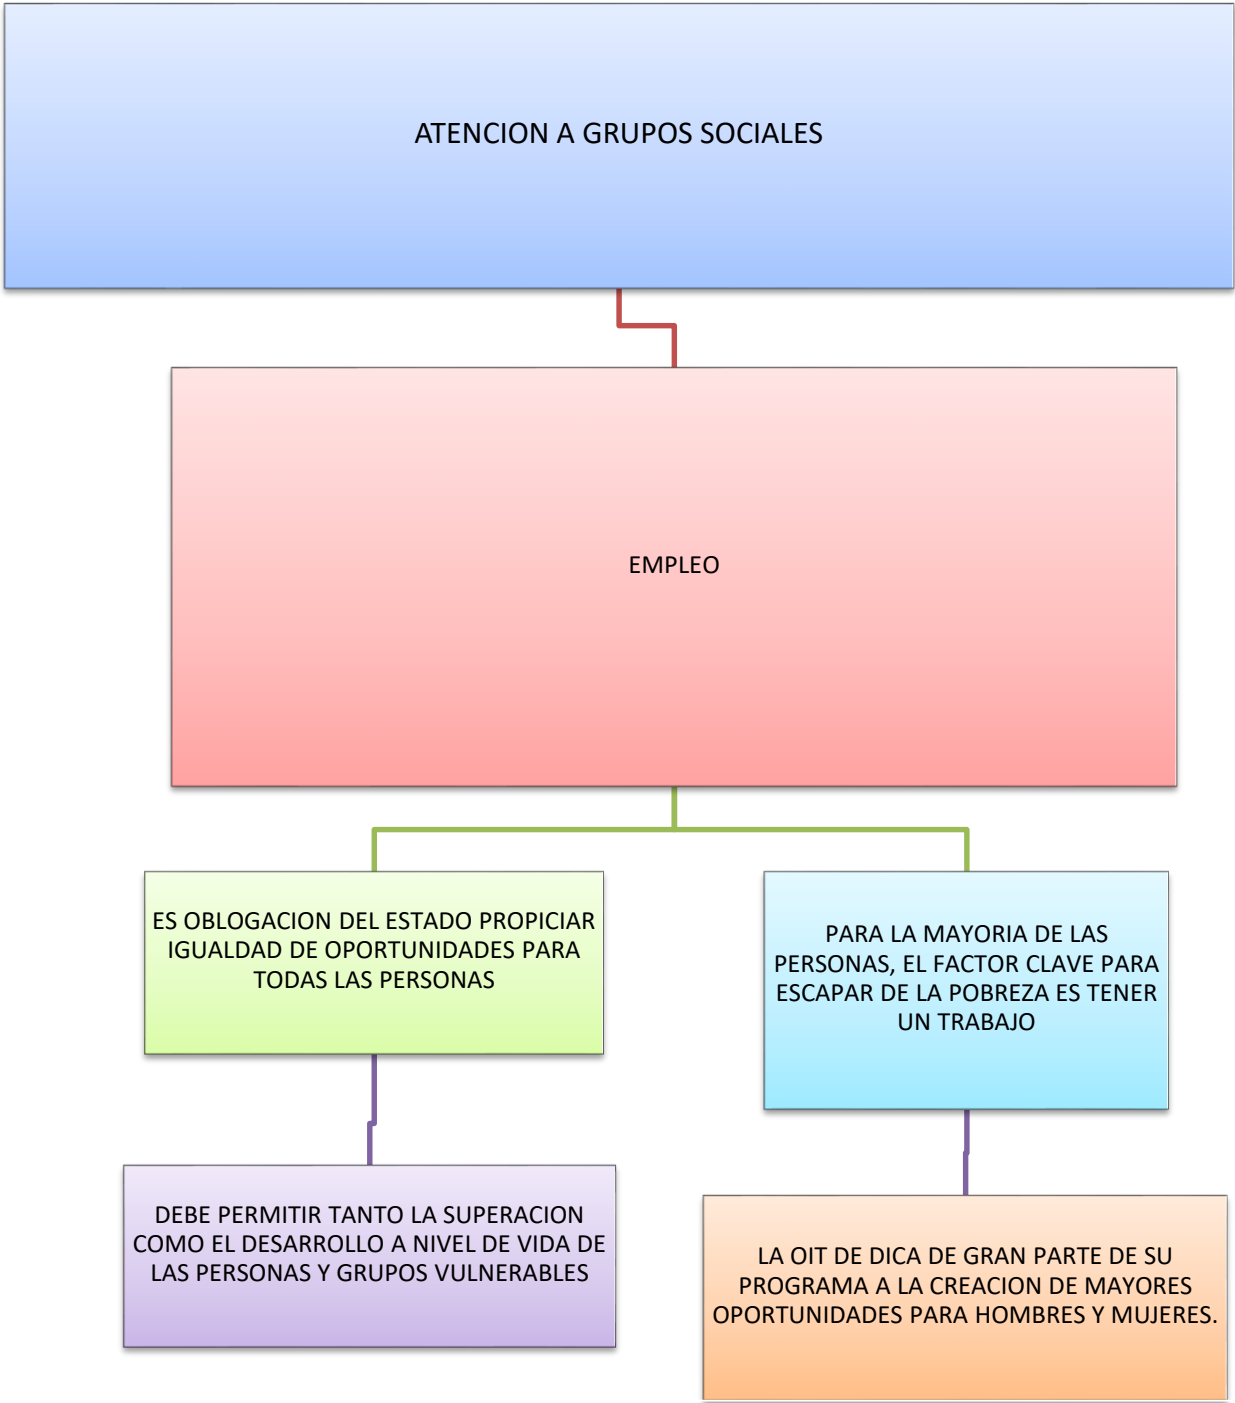 ATENCION A GRUPOS SOCIALES
EMPLEO
ES OBLOGACION DEL ESTADO PROPICIAR
IGUALDAD DE OPORTUNIDADES PARA
TODAS LAS PERSONAS
PARA LA MAYORIA DE LAS
PERSONAS, EL FACTOR CLAVE PARA
ESCAPAR DE LA POBREZA ES TENER
UN TRABAJO
DEBE PERMITIR TANTO LA SUPERACION
COMO EL DESARROLLO A NIVEL DE VIDA DE
LAS PERSONAS Y GRUPOS VULNERABLES
LA OIT DE DICA DE GRAN PARTE DE SU
PROGRAMA A LA CREACION DE MAYORES
OPORTUNIDADES PARA HOMBRES Y MUJERES.